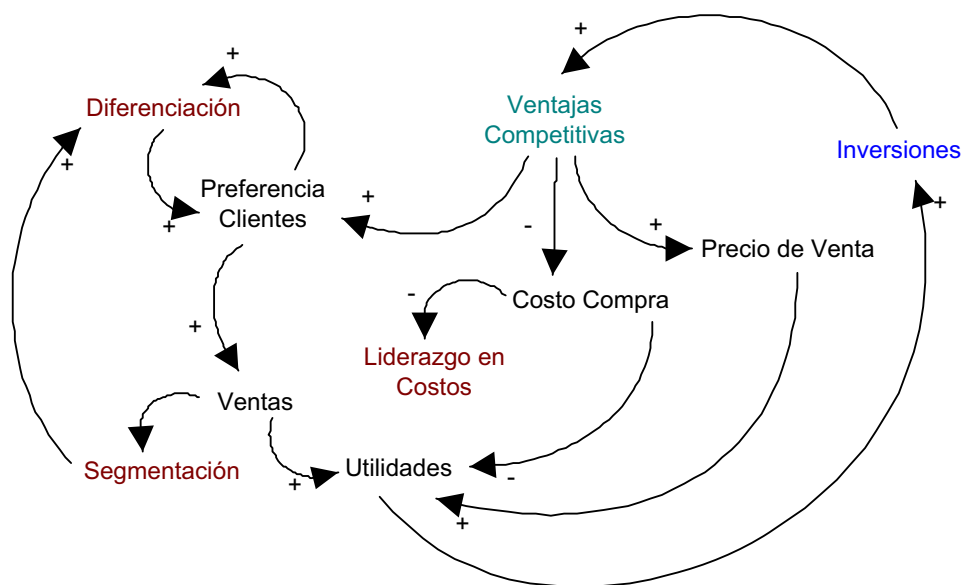 +
+
Diferenciación
Ventajas
Competitivas
Inversiones
+
Preferencia
Clientes
+
+
-
+
+
Precio de Venta
-
Costo Compra
+
Liderazgo en
Costos
Ventas
Segmentación
Utilidades
+
-
+